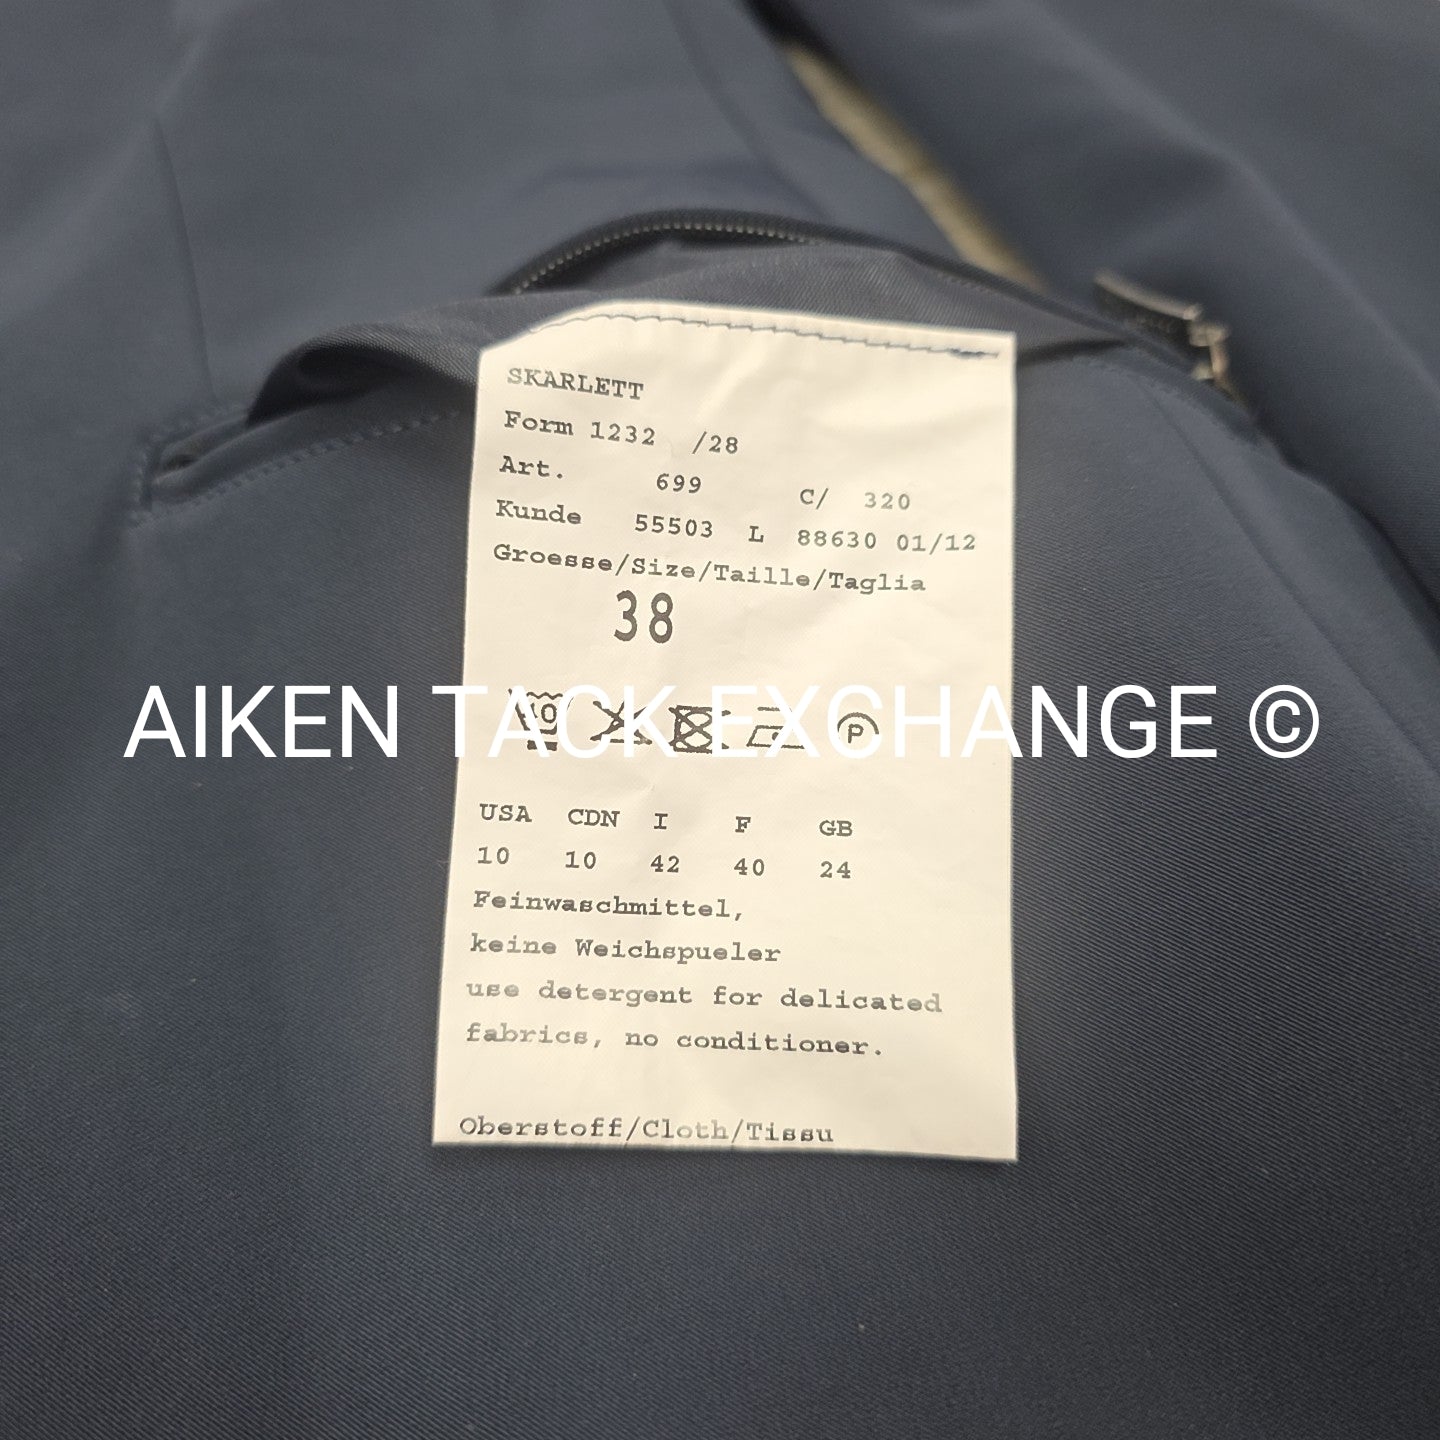 SKARLETT
Form 1232 /28
Art. 699 C/ 320
Kunde 55503 L 88630 01/12
Groesse/Size/Taille/Taglia
38
40 P
AIKEN TACK EXCHANGE ©
USA CDN I F GB
10 10 42 40 24
Feinwaschmittel,
keine Weichspueler
use detergent for delicated
fabrics, no conditioner.
Oberstoff/Cloth/Tissu